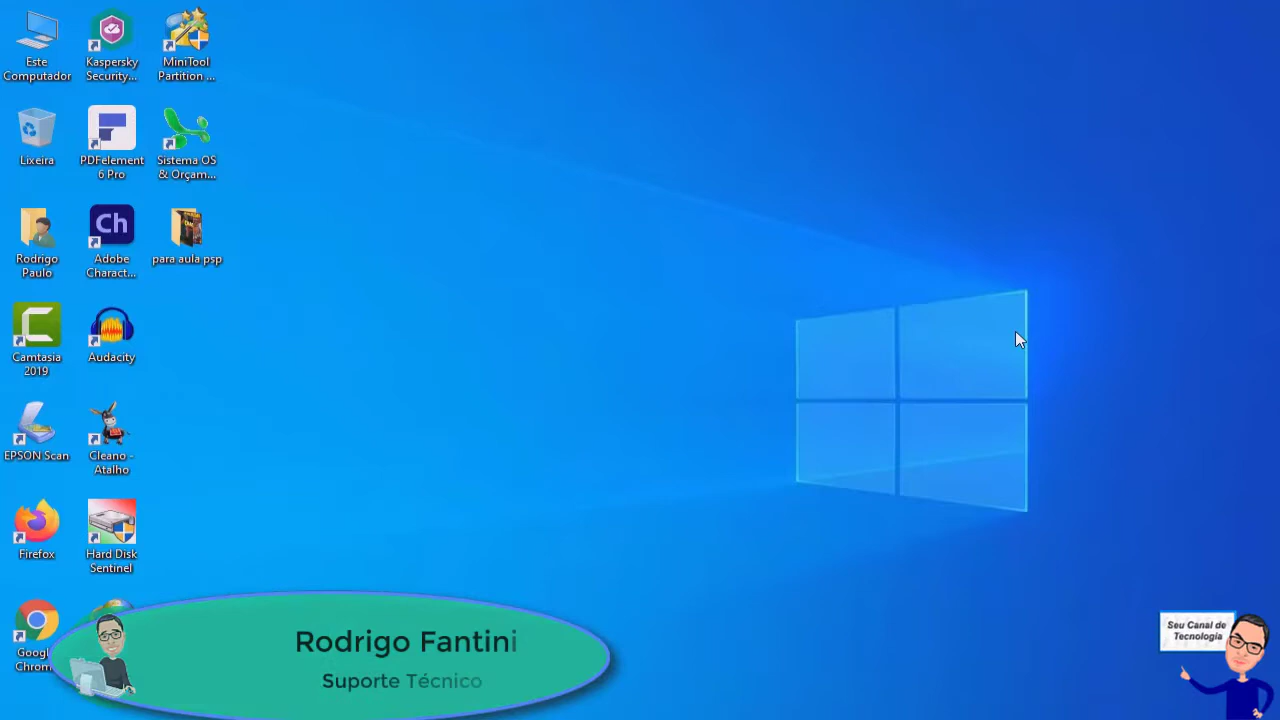 Este
Computador
Kaspersky
Security...
MiniTool
Partition ...
Lixeira
PDFelement
6 Pro
Sistema OS
& Orçam...
Rodrigo
Paulo
Ch
Adobe
Charact...
para aula psp
Camtasia
2019
Audacity
EPSON Scan
Cleano -
Atalho
Firefox
Hard Disk
Sentinel
Googl
Chrom
Rodrigo Fantini
Suporte Técnico
Seu Canal de
Tecnologia